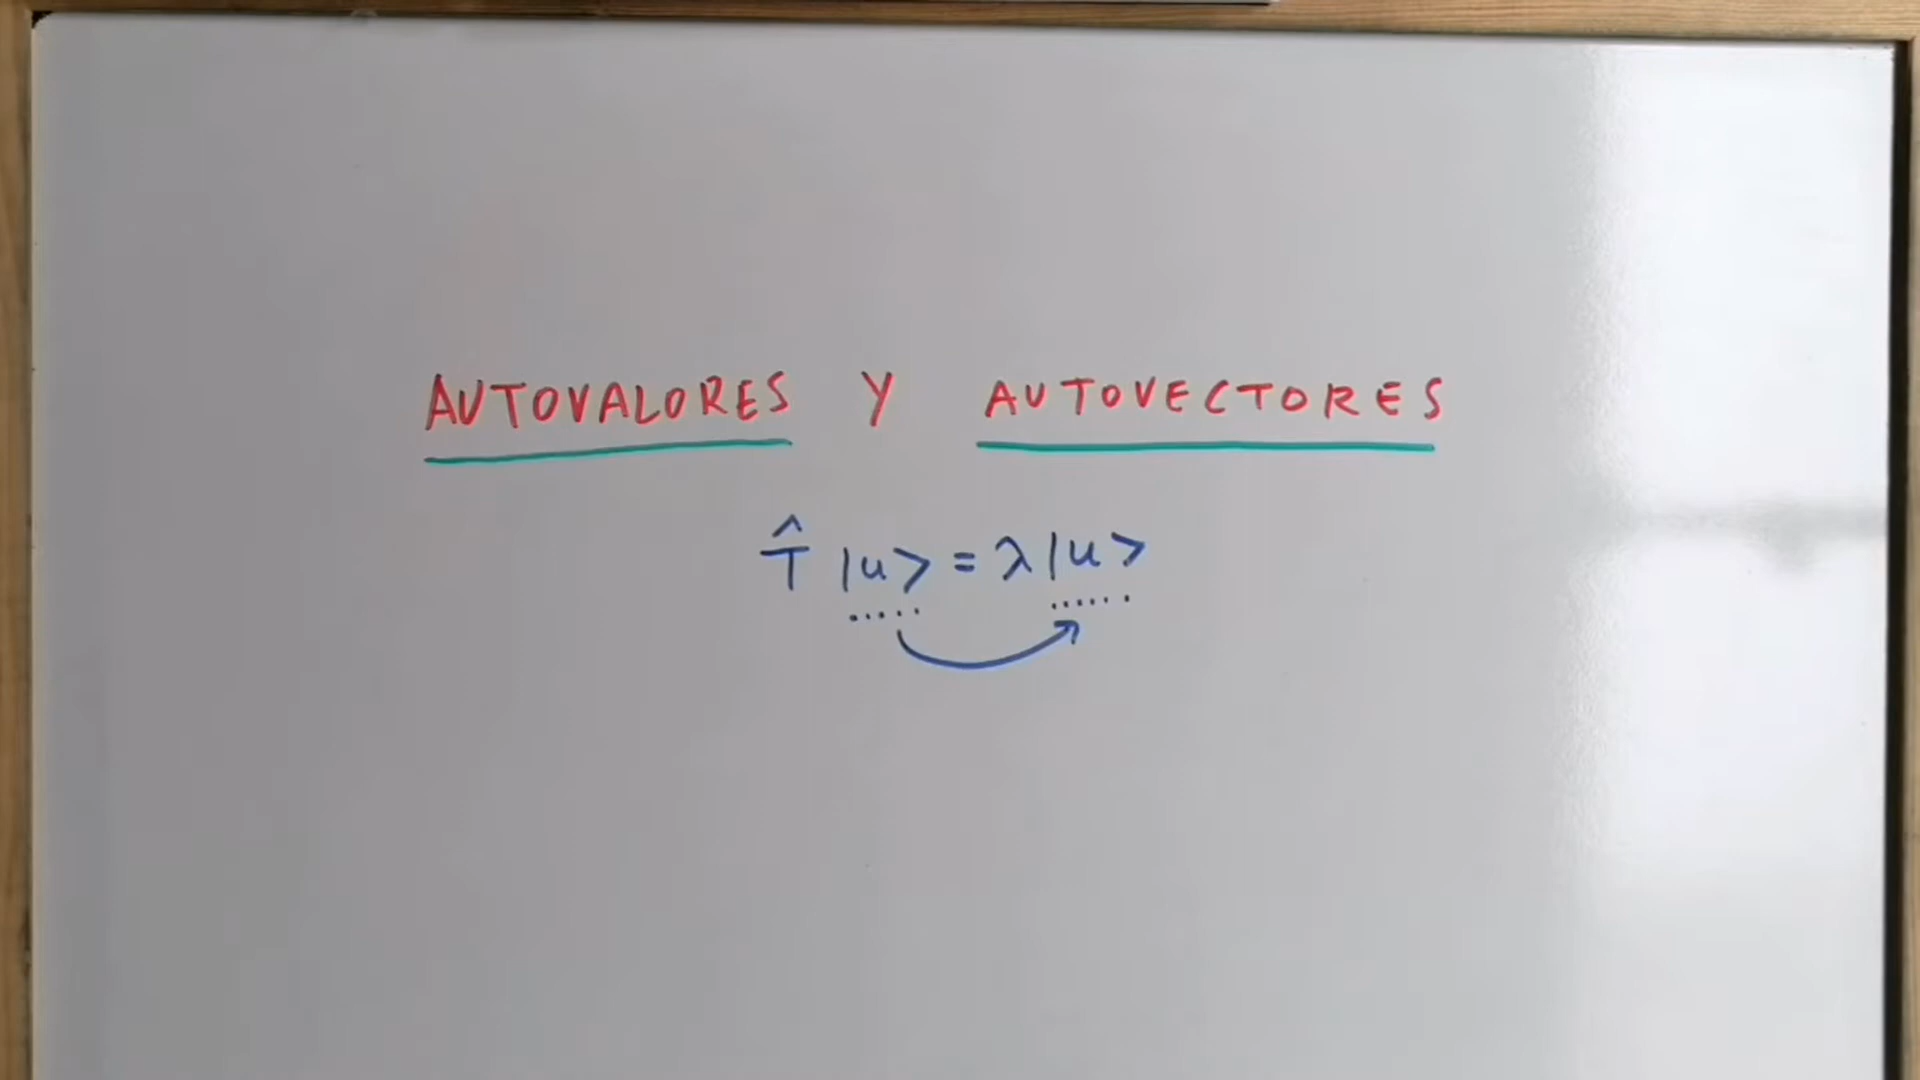 AUTOVALORES Y AUTOVECTORES
T̂ |u> = λ|u>